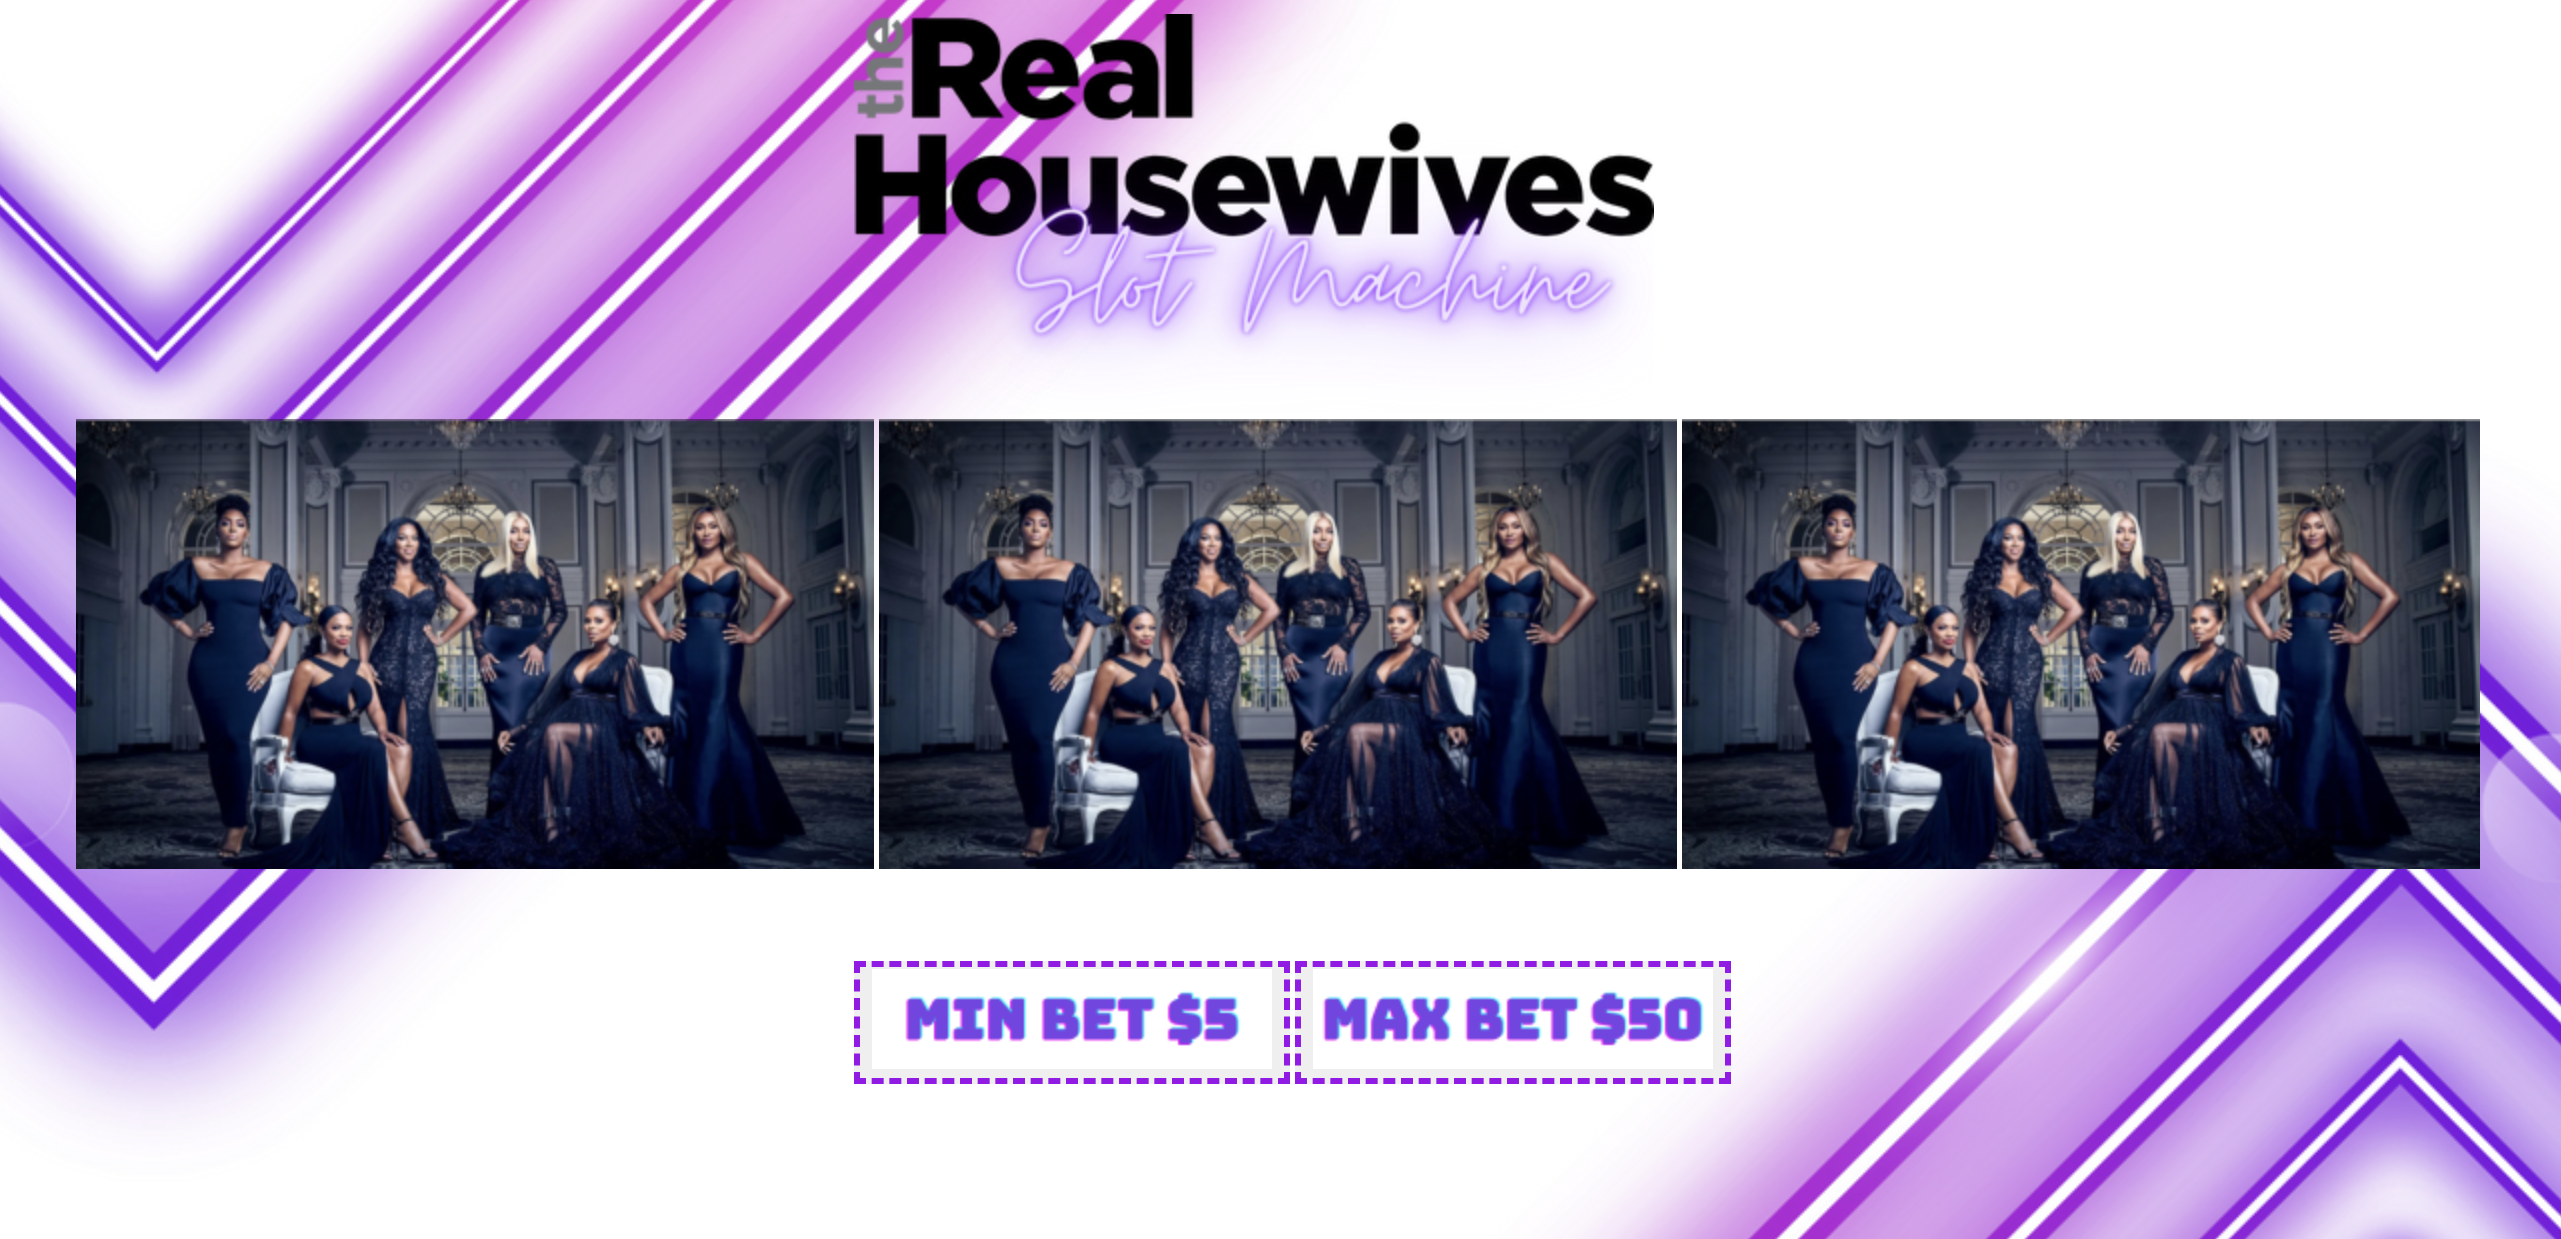 the Real
Housewives
Slot Machine
MIN BET $5
MAX BET $50